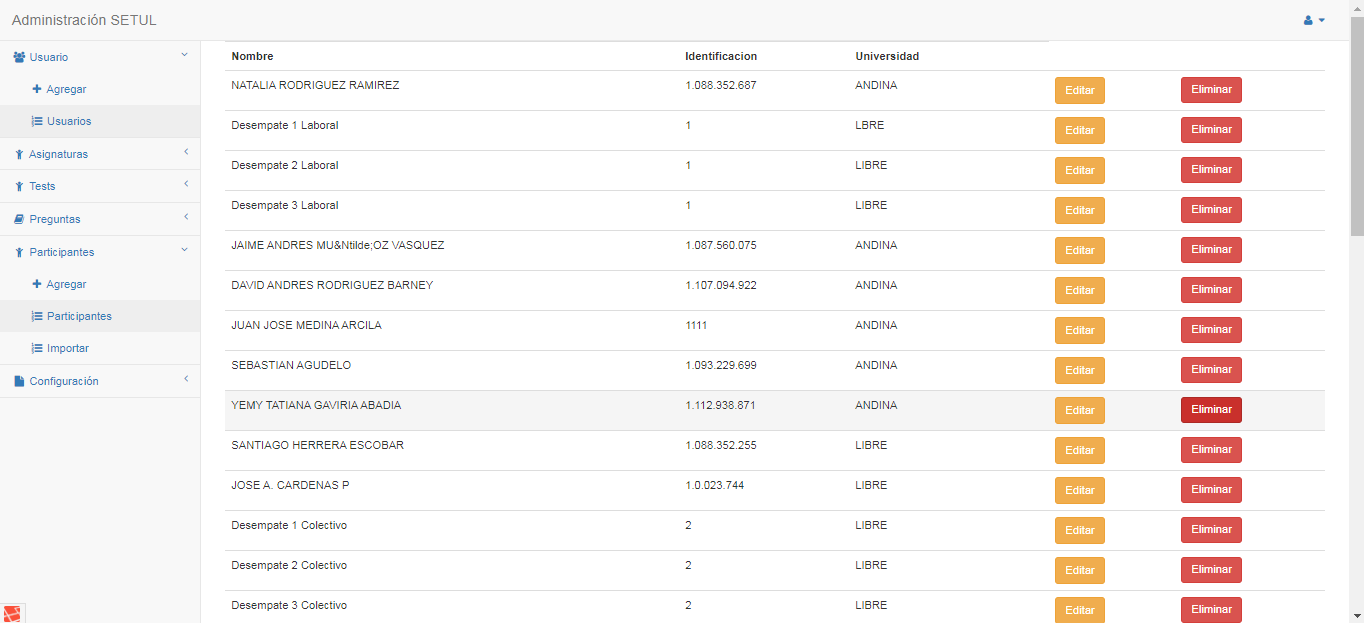 Administración SETUL
Usuario
Agregar
Usuarios
Asignaturas
Tests
Preguntas
Participantes
Agregar
Participantes
Importar
Configuración
Nombre Identificacion Universidad
NATALIA RODRIGUEZ RAMIREZ 1.088.352.687 ANDINA Editar Eliminar
Desempate 1 Laboral 1 LBRE Editar Eliminar
Desempate 2 Laboral 1 LIBRE Editar Eliminar
Desempate 3 Laboral 1 LIBRE Editar Eliminar
JAIME ANDRES MU&Ntilde;OZ VASQUEZ 1.087.560.075 ANDINA Editar Eliminar
DAVID ANDRES RODRIGUEZ BARNEY 1.107.094.922 ANDINA Editar Eliminar
JUAN JOSE MEDINA ARCILA 1111 ANDINA Editar Eliminar
SEBASTIAN AGUDELO 1.093.229.699 ANDINA Editar Eliminar
YEMY TATIANA GAVIRIA ABADIA 1.112.938.871 ANDINA Editar Eliminar
SANTIAGO HERRERA ESCOBAR 1.088.352.255 LIBRE Editar Eliminar
JOSE A. CARDENAS P 1.0.023.744 LIBRE Editar Eliminar
Desempate 1 Colectivo 2 LIBRE Editar Eliminar
Desempate 2 Colectivo 2 LIBRE Editar Eliminar
Desempate 3 Colectivo 2 LIBRE Editar Eliminar